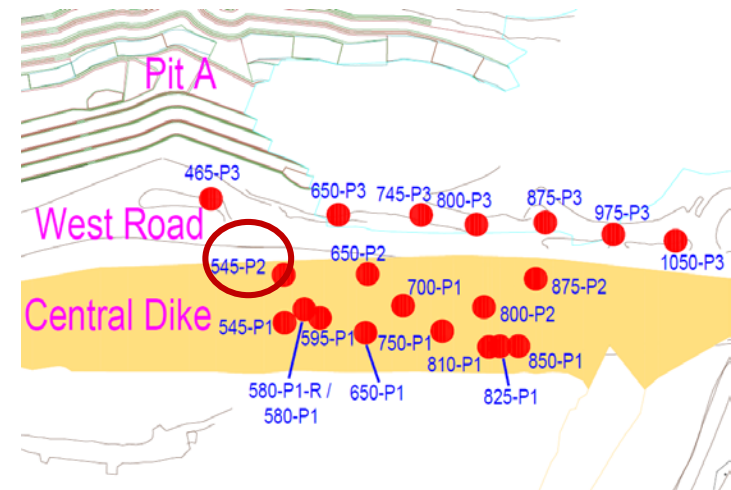 Pit A
465-P3
650-P3
745-P3
800-P3
875-P3
975-P3
1050-P3
West Road
545-P2
650-P2
875-P2
700-P1
800-P2
Central Dike
545-P1
595-P1
750-P1
810-P1
850-P1
580-P1-R /
580-P1
650-P1
825-P1